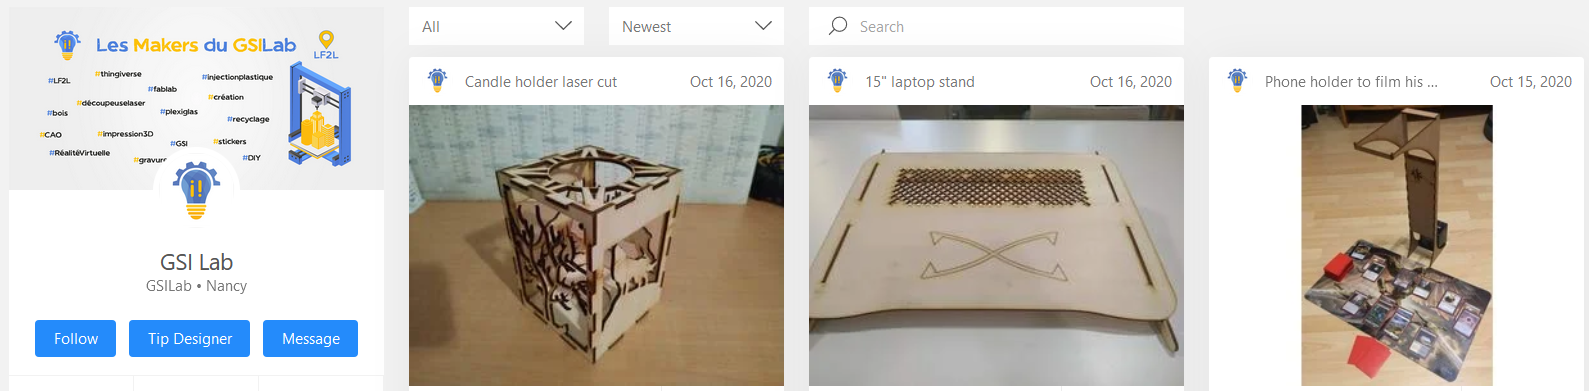 Les Makers du GSILab
LF2L
#LF2L
#thingiverse
#injectionplastique
#fablab
#découpeuselaser
#création
#bois
#plexiglas
#recyclage
#CAO
#impression3D
#GSI
#stickers
#RéalitéVirtuelle
#gravure
#DIY
GSI Lab
GSILab • Nancy
Follow
Tip Designer
Message
All
Newest
Search
Candle holder laser cut
Oct 16, 2020
15" laptop stand
Oct 16, 2020
Phone holder to film his ...
Oct 15, 2020